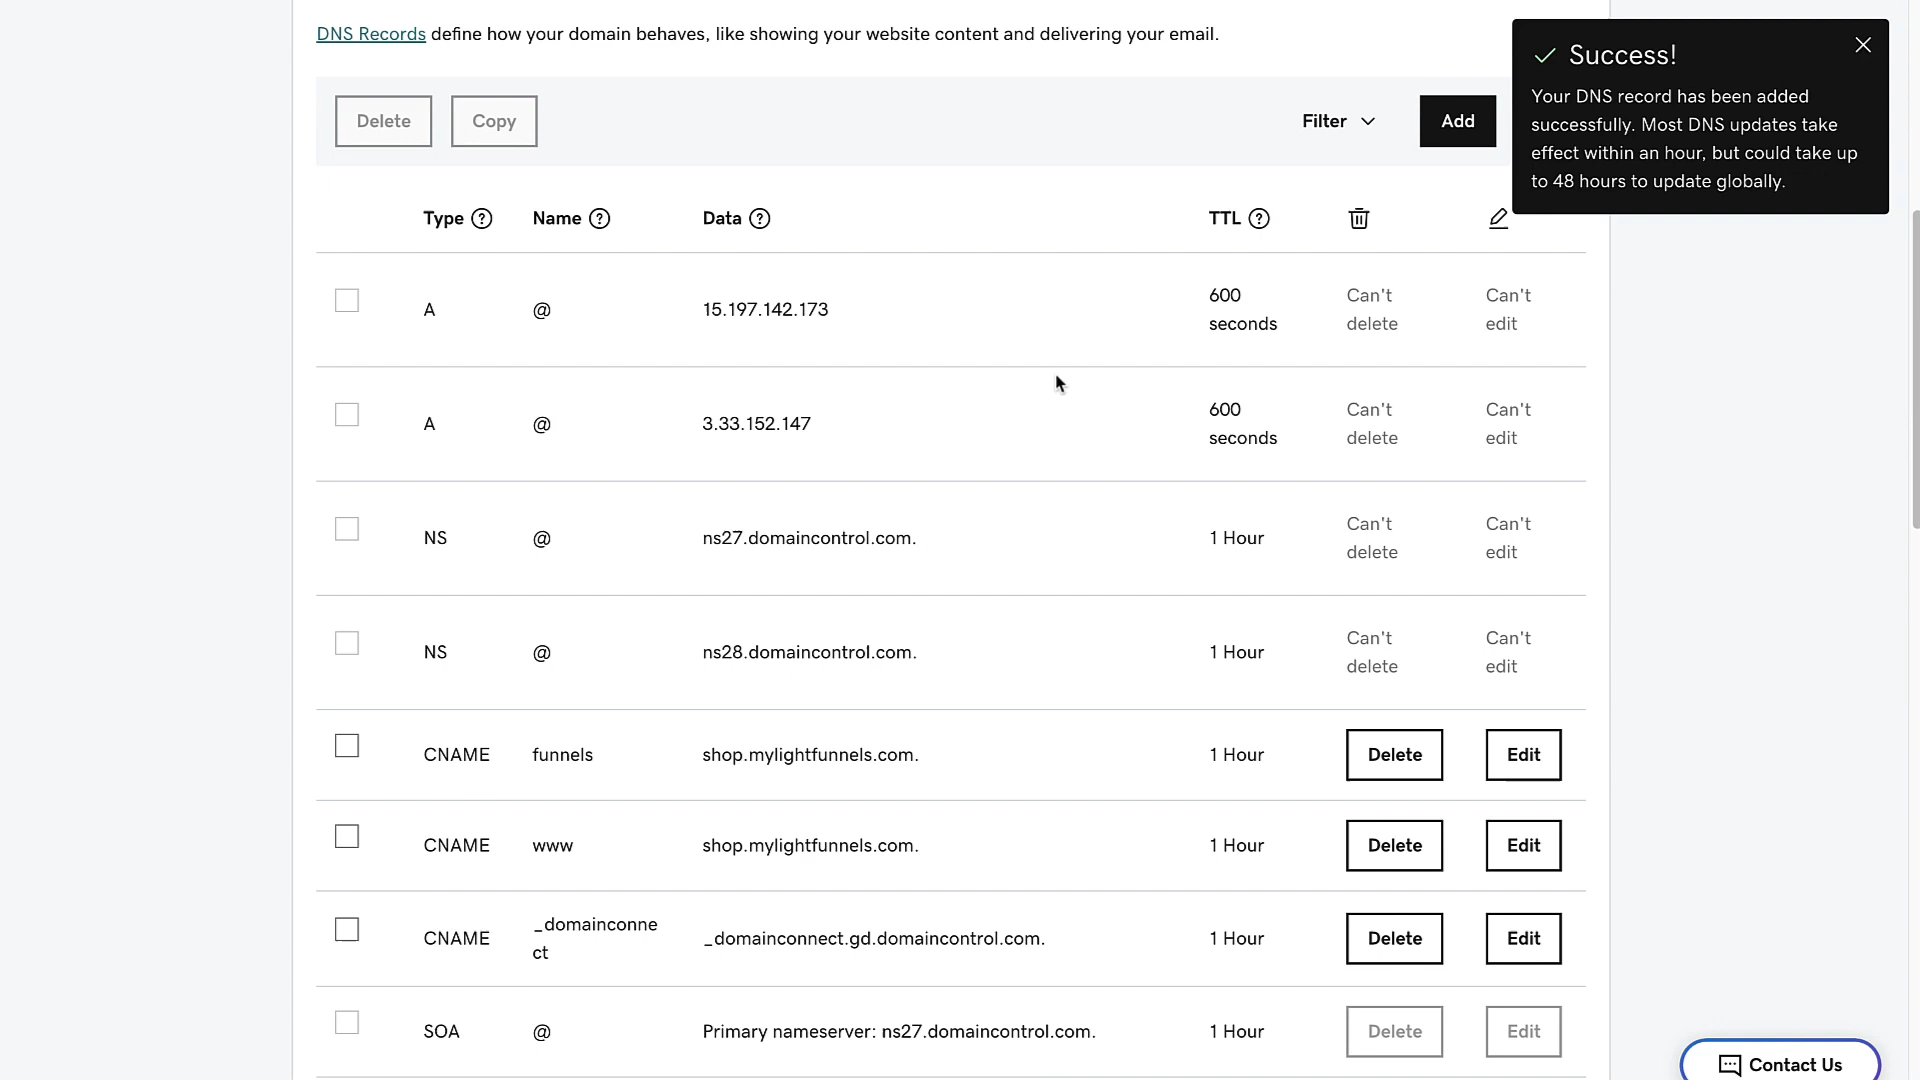 DNS Records define how your domain behaves, like showing your website content and delivering your email.
Success!
Your DNS record has been added
successfully. Most DNS updates take
effect within an hour, but could take up
to 48 hours to update globally.
Delete Copy Filter Add
Type ? Name ? Data ? TTL ?
A @ 15.197.142.173 600 seconds Can't delete Can't edit
A @ 3.33.152.147 600 seconds Can't delete Can't edit
NS @ ns27.domaincontrol.com. 1 Hour Can't delete Can't edit
NS @ ns28.domaincontrol.com. 1 Hour Can't delete Can't edit
CNAME funnels shop.mylightfunnels.com. 1 Hour Delete Edit
CNAME www shop.mylightfunnels.com. 1 Hour Delete Edit
CNAME _domainconnect _domainconnect.gd.domaincontrol.com. 1 Hour Delete Edit
SOA @ Primary nameserver: ns27.domaincontrol.com. 1 Hour Delete Edit
Contact Us